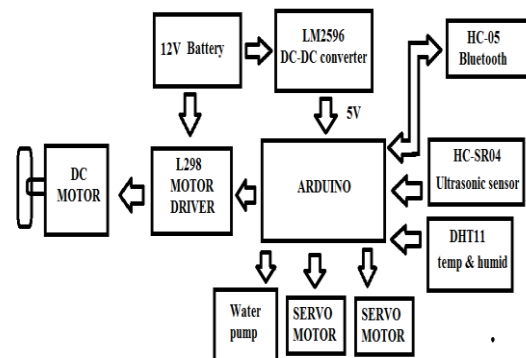 12V Battery
LM2596
DC-DC converter
HC-05
Bluetooth
5V
DC
MOTOR
L298
MOTOR
DRIVER
ARDUINO
HC-SR04
Ultrasonic sensor
DHT11
temp & humid
Water
pump
SERVO
MOTOR
SERVO
MOTOR